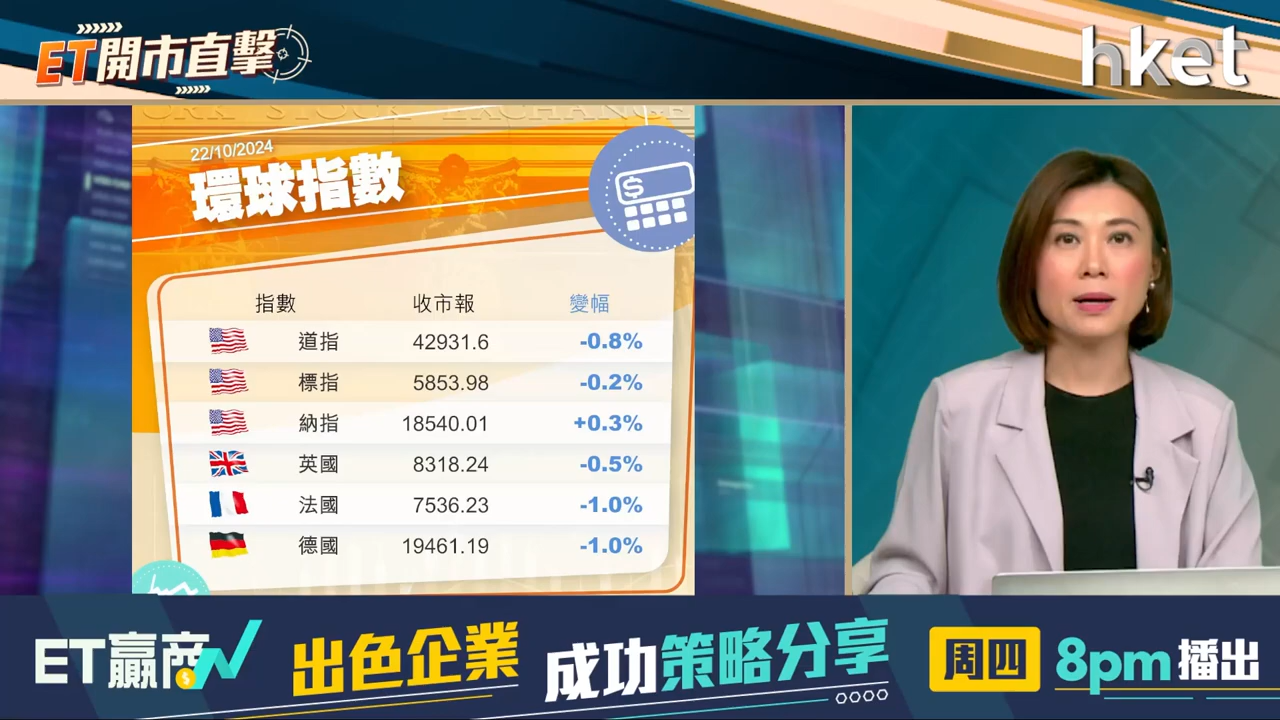 ET開市直擊
hket
ORK STOCK EXCHANGE
22/10/2024
環球指數
$
指數 收市報 變幅
道指 42931.6 -0.8%
標指 5853.98 -0.2%
納指 18540.01 +0.3%
英國 8318.24 -0.5%
法國 7536.23 -1.0%
德國 19461.19 -1.0%
ET贏商 出色企業 成功策略分享 周四 8pm播出
$